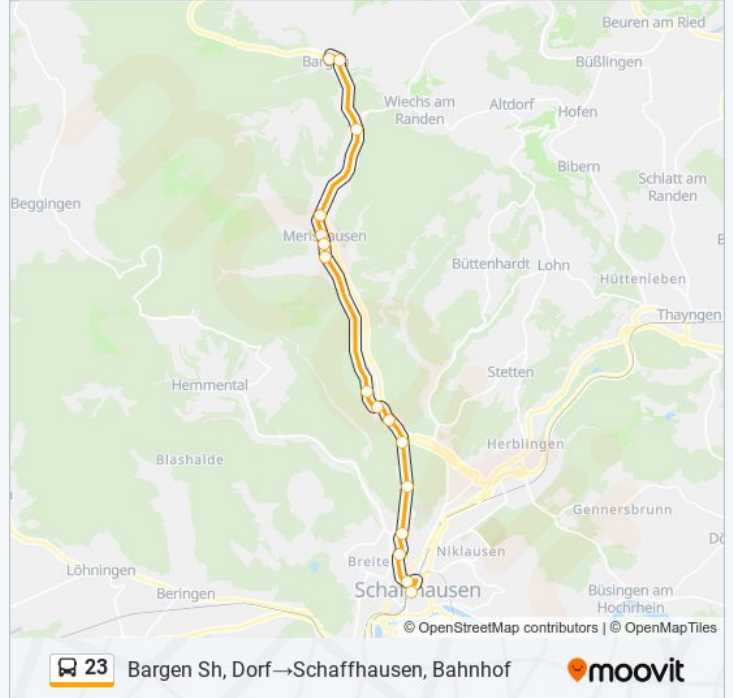 Beuren am Ried
Büßlingen
Wiechs am
Randen
Altdorf
Hofen
Bibern
Schlatt am
Randen
Beggingen
Büttenhardt
Lohn
Hüttenleben
Thayngen
Stetten
Hemmental
Herblingen
Blashalde
Gennersbrunn
Niklausen
Breite
Löhningen
Beringen
Büsingen am
Hochrhein
© OpenStreetMap contributors | © OpenMapTiles
23 Bargen Sh, Dorf→Schaffhausen, Bahnhof
moovit